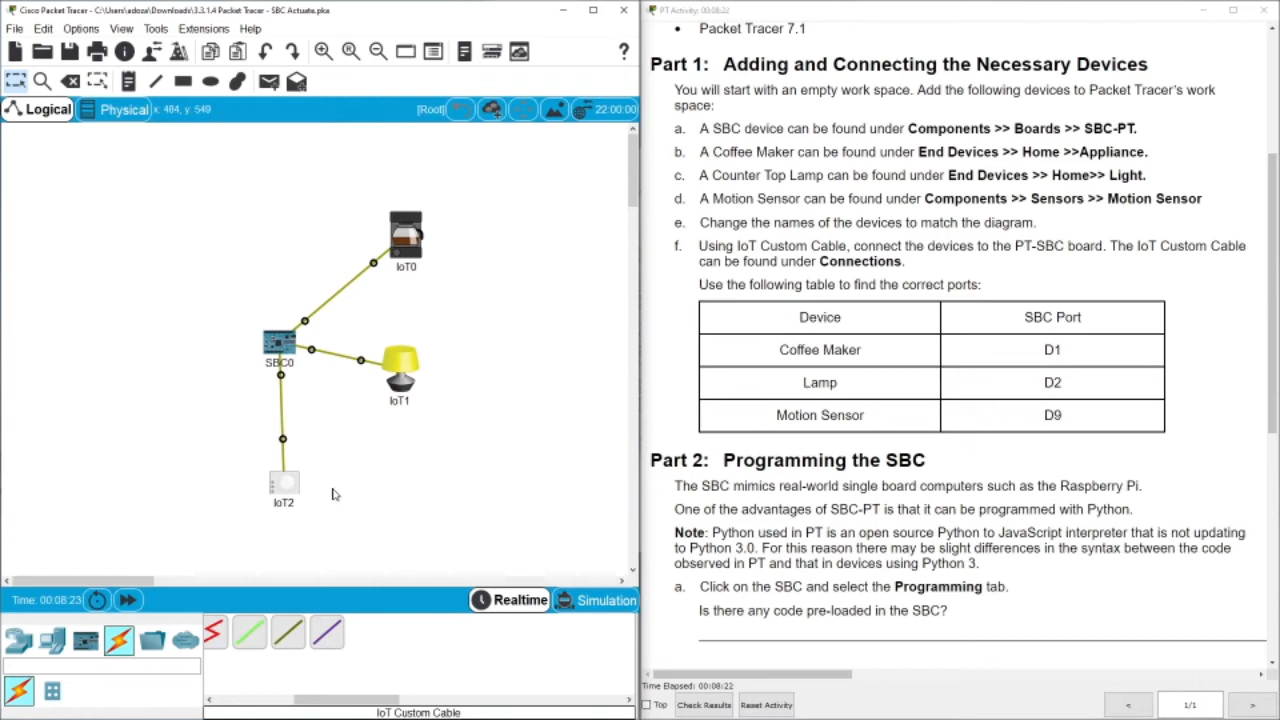 Cisco Packet Tracer - C:\Users\adoza\Downloads\3.3.1.4 Packet Tracer - SBC Actuate.pka
File Edit Options View Tools Extensions Help
?
Logical Physical x: 484, y: 549 [Root] 22:00:00
IoT0
SBC0
IoT1
IoT2
Time: 00:08:23 Realtime Simulation
IoT Custom Cable
PT Activity: 00:08:22
• Packet Tracer 7.1
Part 1: Adding and Connecting the Necessary Devices
You will start with an empty work space. Add the following devices to Packet Tracer's work
space:
a. A SBC device can be found under Components >> Boards >> SBC-PT.
b. A Coffee Maker can be found under End Devices >> Home >>Appliance.
c. A Counter Top Lamp can be found under End Devices >> Home>> Light.
d. A Motion Sensor can be found under Components >> Sensors >> Motion Sensor
e. Change the names of the devices to match the diagram.
f. Using IoT Custom Cable, connect the devices to the PT-SBC board. The IoT Custom Cable
can be found under Connections.
Use the following table to find the correct ports:
Device SBC Port
Coffee Maker D1
Lamp D2
Motion Sensor D9
Part 2: Programming the SBC
The SBC mimics real-world single board computers such as the Raspberry Pi.
One of the advantages of SBC-PT is that it can be programmed with Python.
Note: Python used in PT is an open source Python to JavaScript interpreter that is not updating
to Python 3.0. For this reason there may be slight differences in the syntax between the code
observed in PT and that in devices using Python 3.
a. Click on the SBC and select the Programming tab.
Is there any code pre-loaded in the SBC?
Time Elapsed: 00:08:22
Top Check Results Reset Activity < 1/1 >